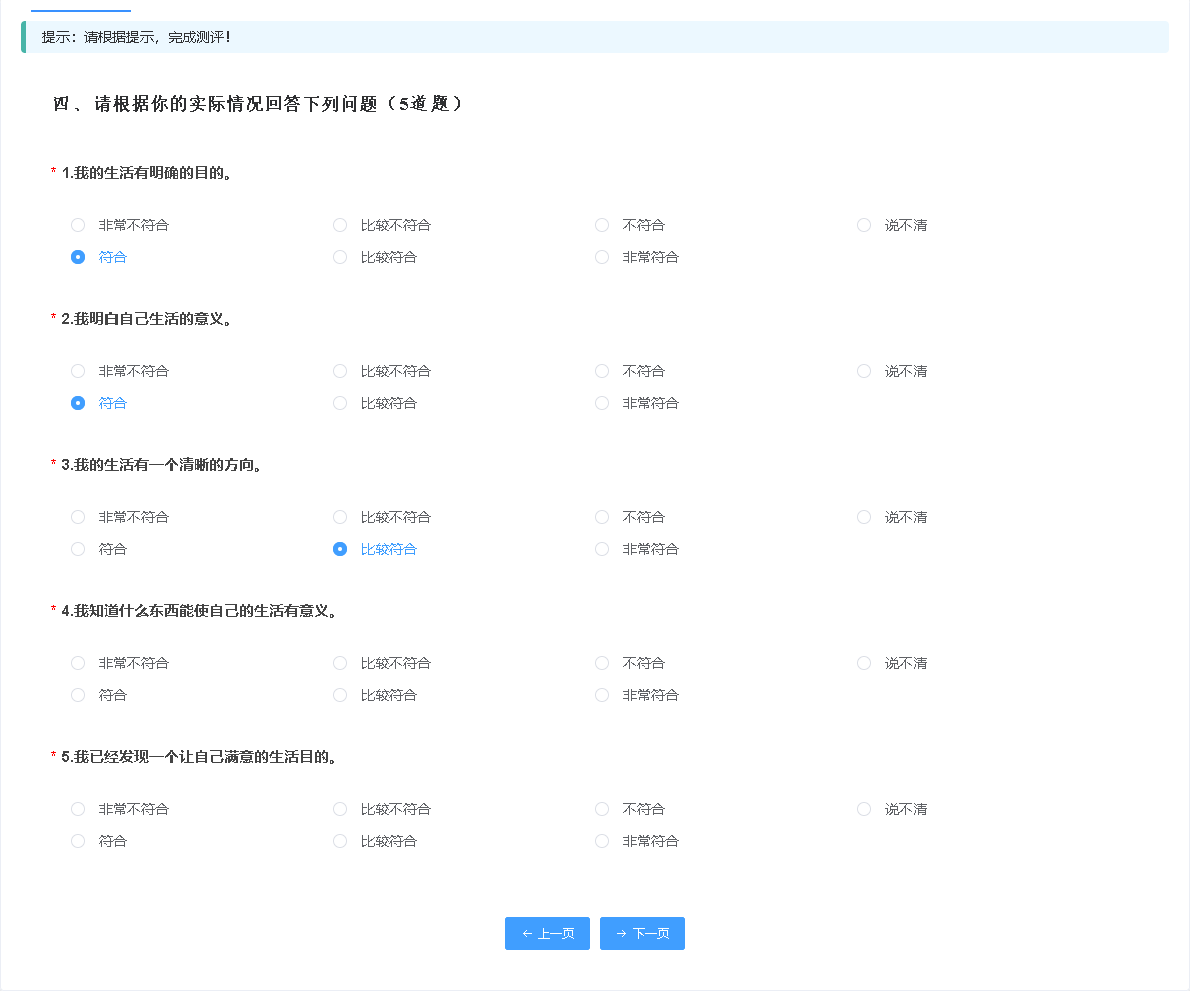 提示：请根据提示，完成测评！
四、请根据你的实际情况回答下列问题（5道题）
* 1.我的生活有明确的目的。
非常不符合 比较不符合 不符合 说不清
符合 比较符合 非常符合
* 2.我明白自己生活的意义。
非常不符合 比较不符合 不符合 说不清
符合 比较符合 非常符合
* 3.我的生活有一个清晰的方向。
非常不符合 比较不符合 不符合 说不清
符合 比较符合 非常符合
* 4.我知道什么东西能使自己的生活有意义。
非常不符合 比较不符合 不符合 说不清
符合 比较符合 非常符合
* 5.我已经发现一个让自己满意的生活目的。
非常不符合 比较不符合 不符合 说不清
符合 比较符合 非常符合
← 上一页 → 下一页